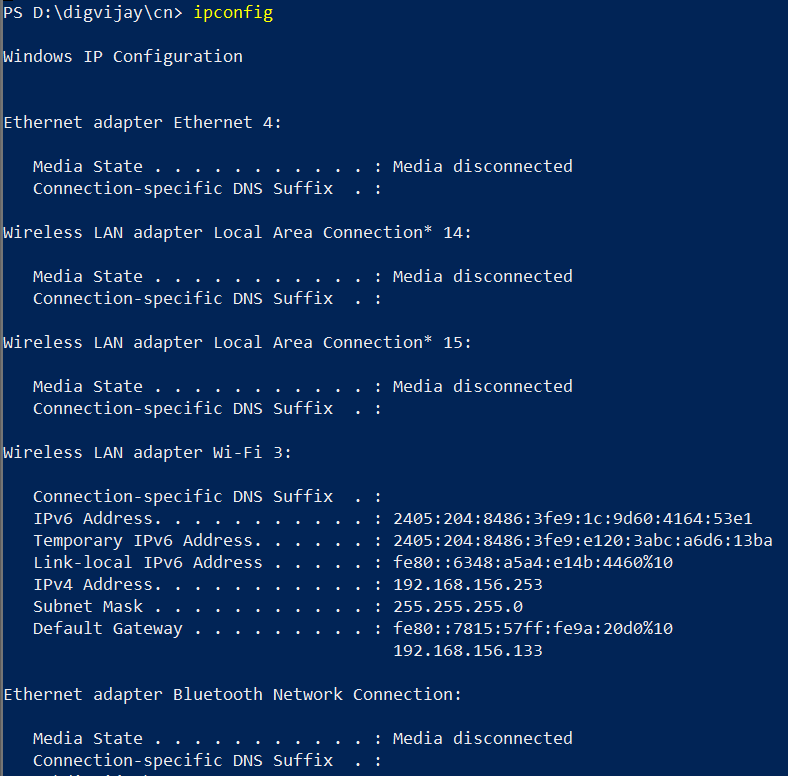 PS D:\digvijay\cn> ipconfig
Windows IP Configuration
Ethernet adapter Ethernet 4:
Media State . . . . . . . . . . . : Media disconnected
Connection-specific DNS Suffix  . :
Wireless LAN adapter Local Area Connection* 14:
Media State . . . . . . . . . . . : Media disconnected
Connection-specific DNS Suffix  . :
Wireless LAN adapter Local Area Connection* 15:
Media State . . . . . . . . . . . : Media disconnected
Connection-specific DNS Suffix  . :
Wireless LAN adapter Wi-Fi 3:
Connection-specific DNS Suffix  . :
IPv6 Address. . . . . . . . . . . : 2405:204:8486:3fe9:1c:9d60:4164:53e1
Temporary IPv6 Address. . . . . . : 2405:204:8486:3fe9:e120:3abc:a6d6:13ba
Link-local IPv6 Address . . . . . : fe80::6348:a5a4:e14b:4460%10
IPv4 Address. . . . . . . . . . . : 192.168.156.253
Subnet Mask . . . . . . . . . . . : 255.255.255.0
Default Gateway . . . . . . . . . : fe80::7815:57ff:fe9a:20d0%10
192.168.156.133
Ethernet adapter Bluetooth Network Connection:
Media State . . . . . . . . . . . : Media disconnected
Connection-specific DNS Suffix  . :